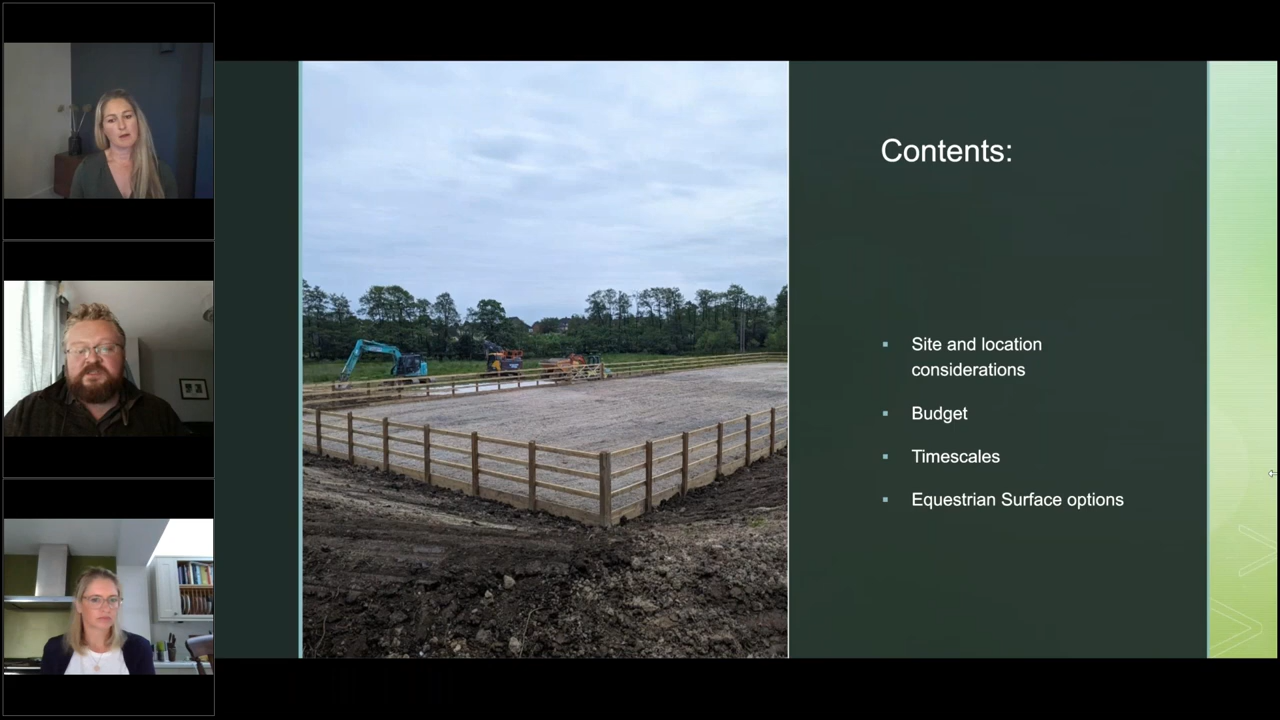 Contents:
Site and location
considerations
Budget
Timescales
Equestrian Surface options